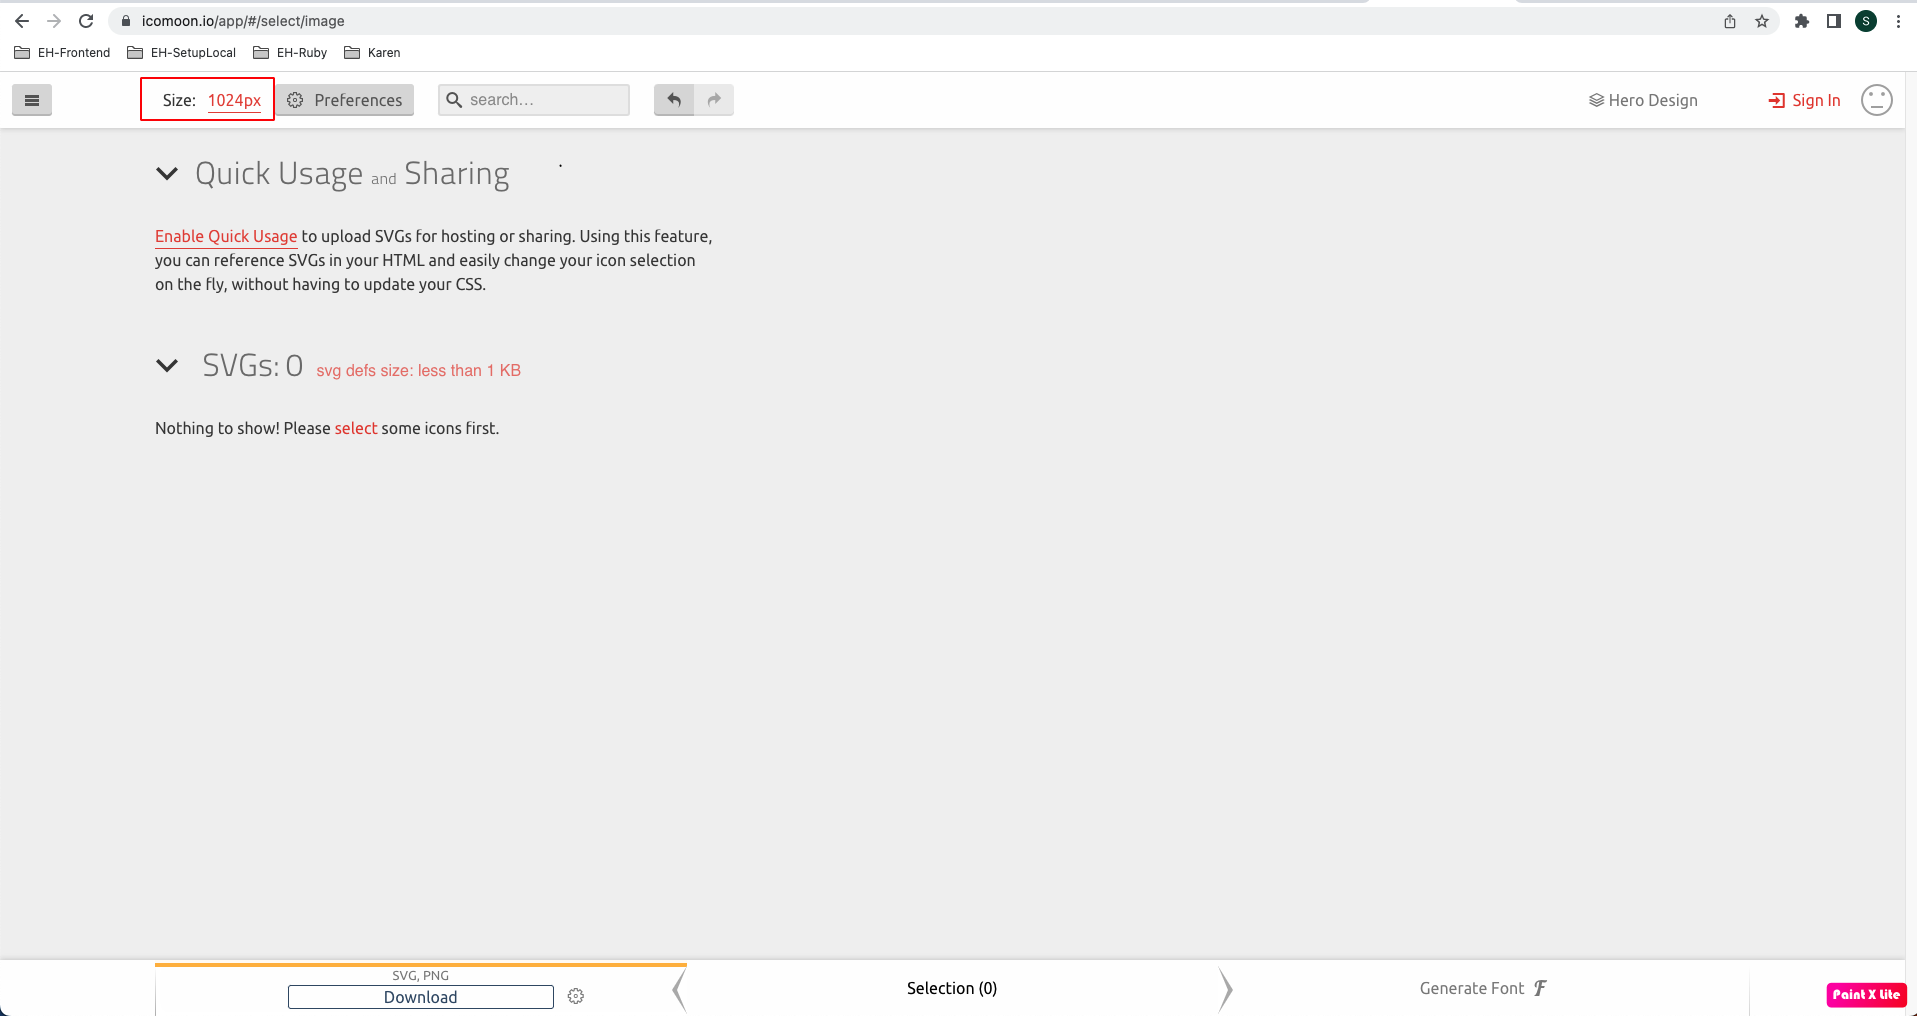 icomoon.io/app/#/select/image
S
EH-Frontend EH-SetupLocal EH-Ruby Karen
Size: 1024px Preferences search... Hero Design Sign In
Quick Usage and Sharing
Enable Quick Usage to upload SVGs for hosting or sharing. Using this feature,
you can reference SVGs in your HTML and easily change your icon selection
on the fly, without having to update your CSS.
SVGs: 0 svg defs size: less than 1 KB
Nothing to show! Please select some icons first.
SVG, PNG
Download
Selection (0)
Generate Font
Paint X Lite